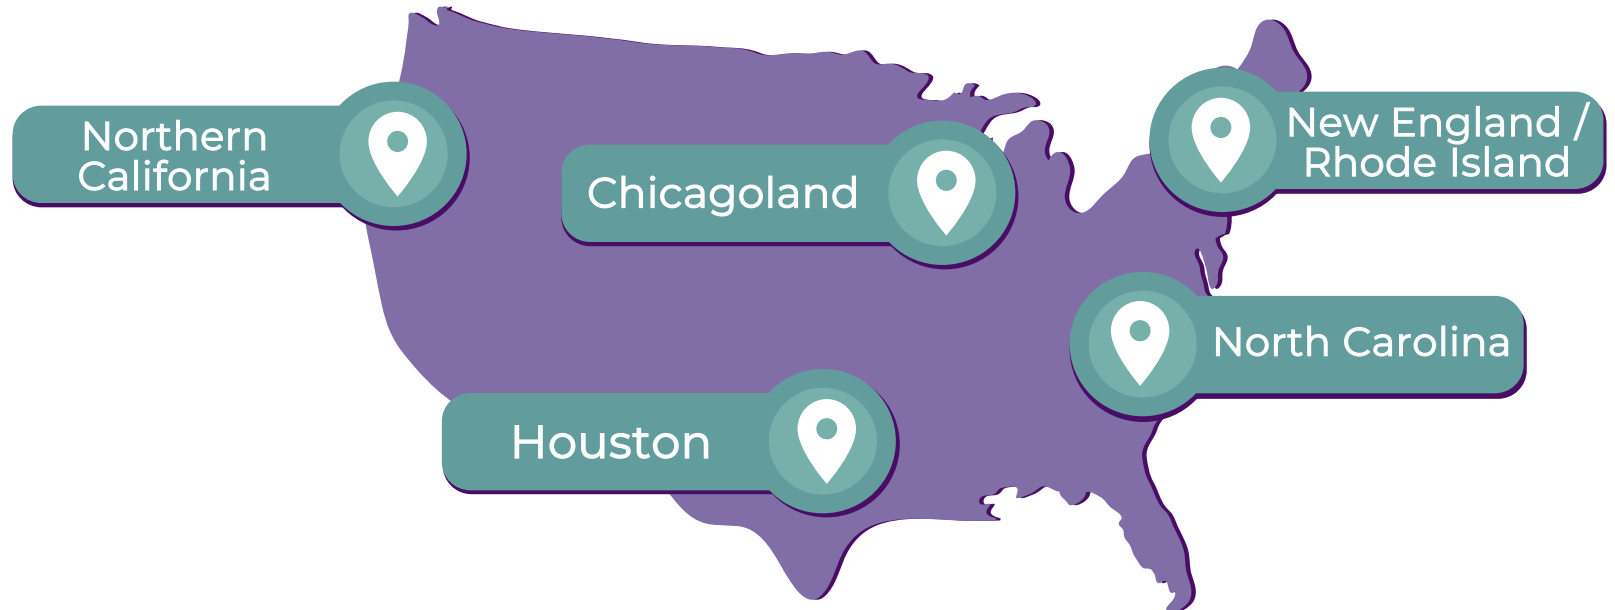 Northern
California
Chicagoland
New England /
Rhode Island
North Carolina
Houston